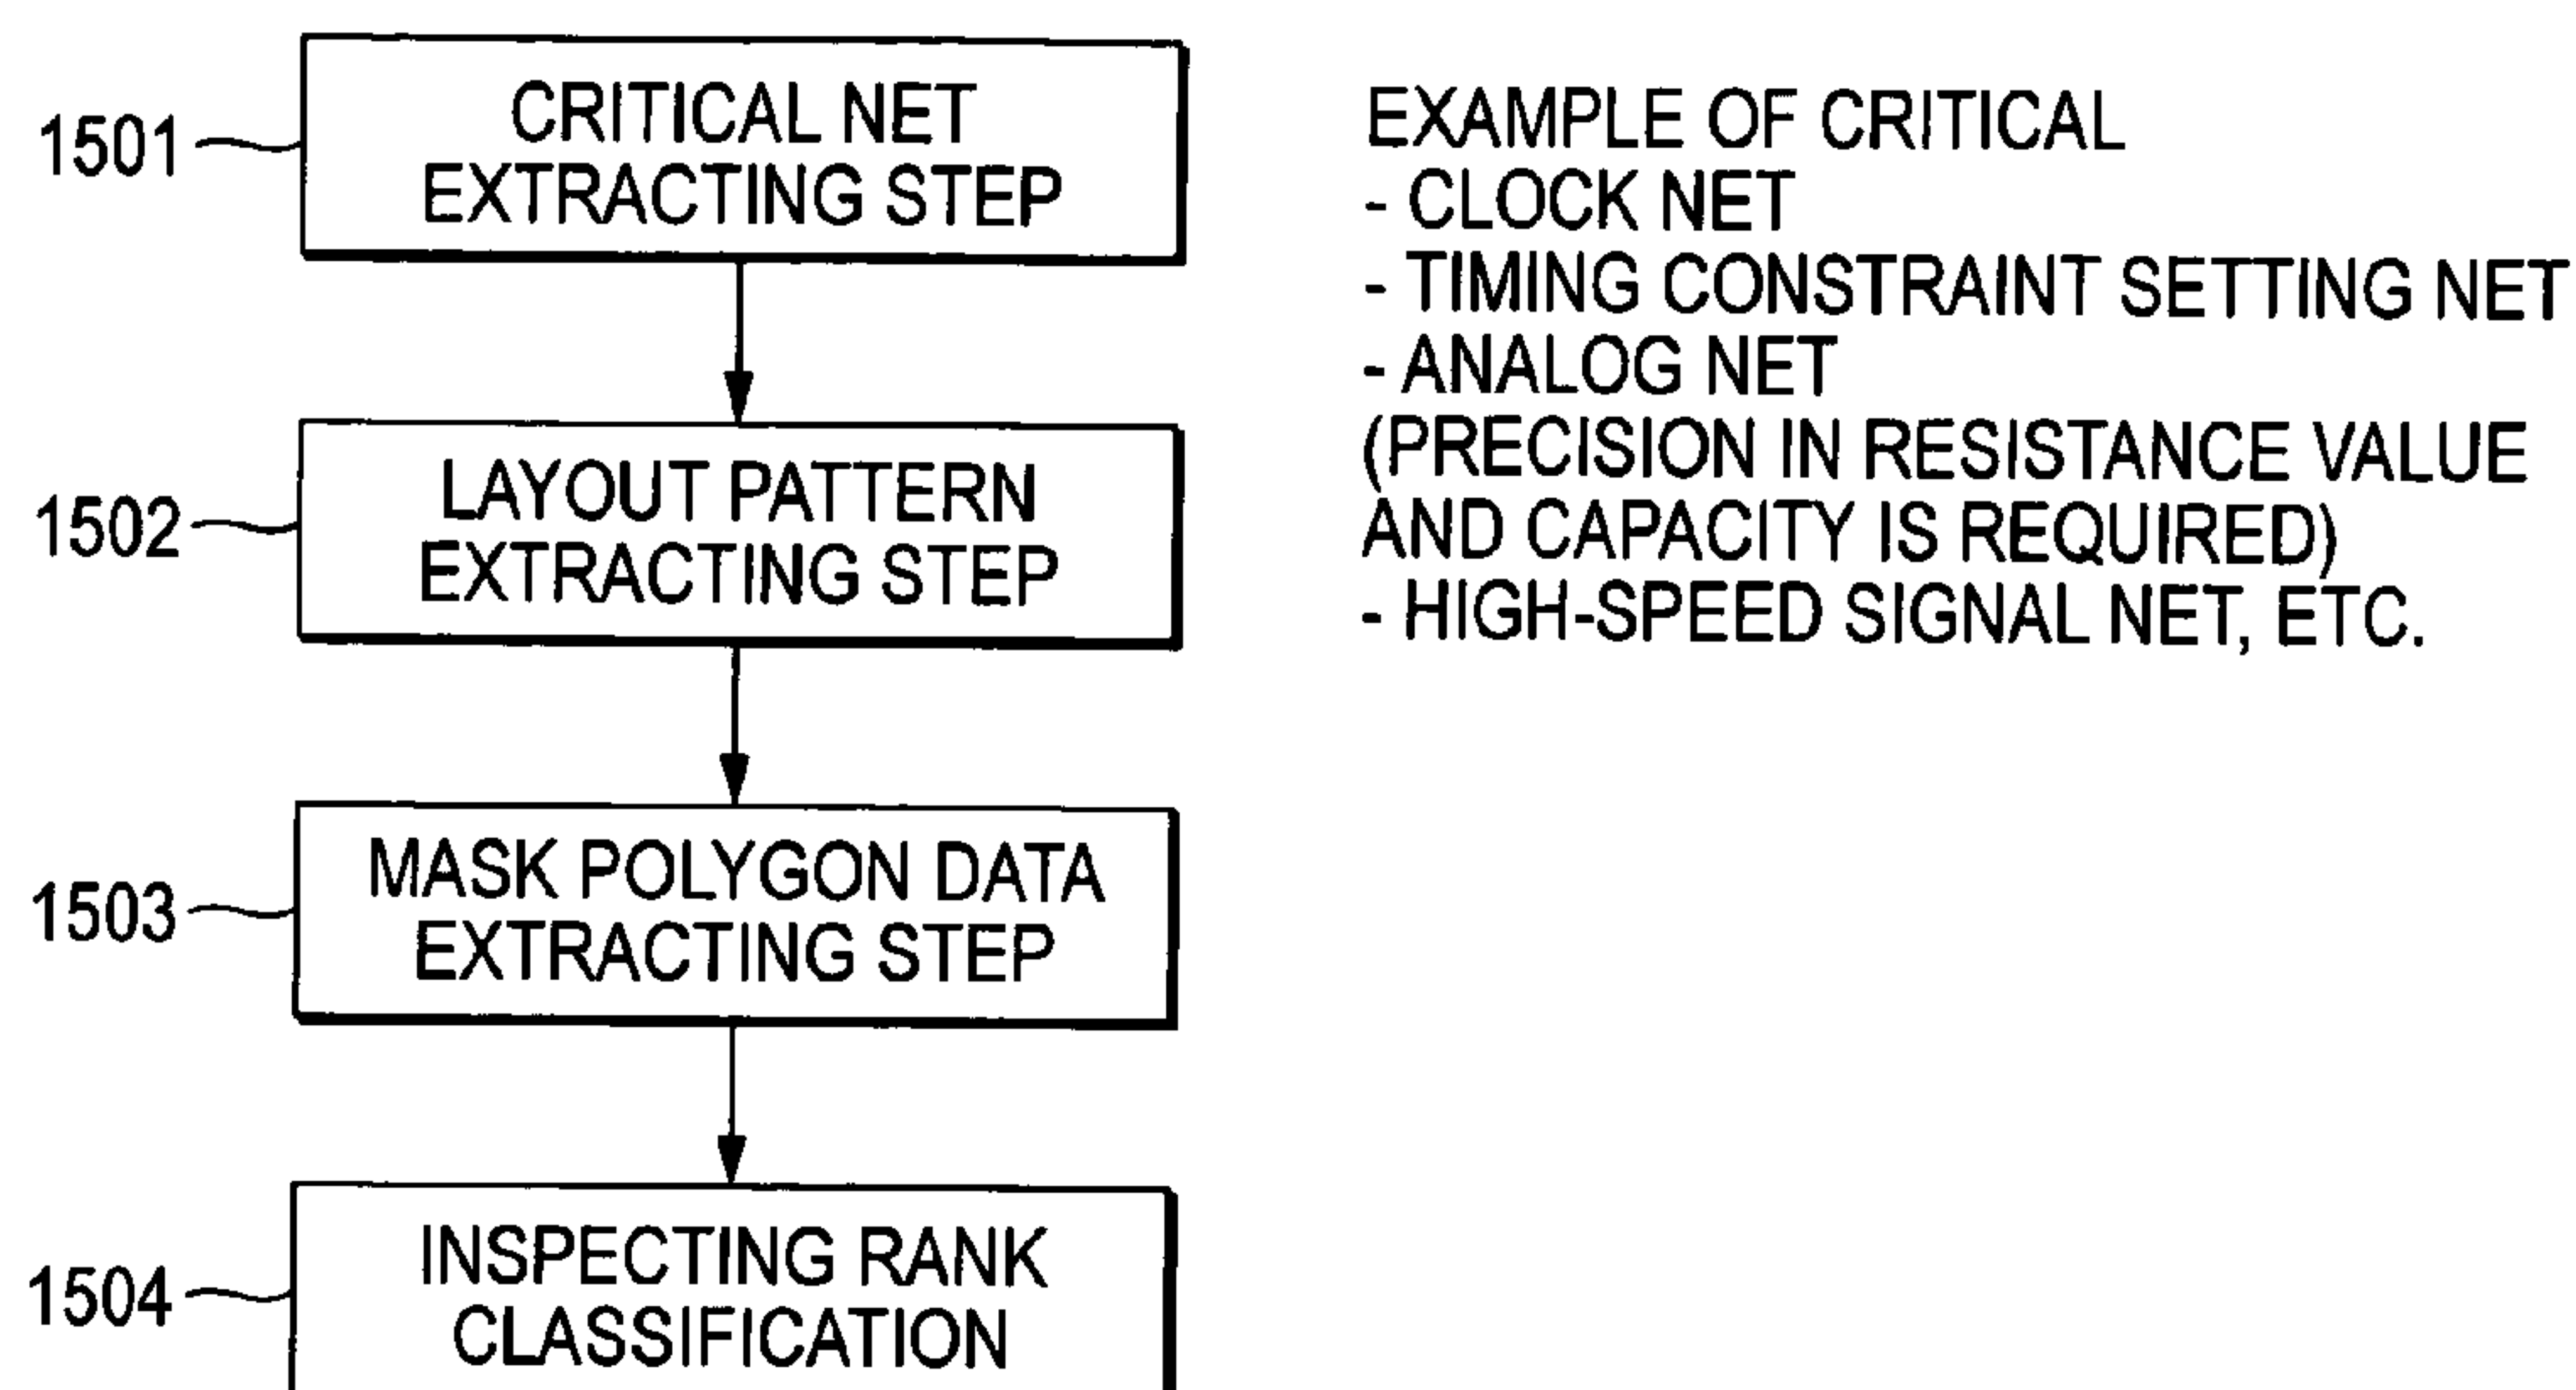 1501
CRITICAL NET
EXTRACTING STEP
1502
LAYOUT PATTERN
EXTRACTING STEP
1503
MASK POLYGON DATA
EXTRACTING STEP
1504
INSPECTING RANK
CLASSIFICATION
EXAMPLE OF CRITICAL
- CLOCK NET
- TIMING CONSTRAINT SETTING NET
- ANALOG NET
(PRECISION IN RESISTANCE VALUE
AND CAPACITY IS REQUIRED)
- HIGH-SPEED SIGNAL NET, ETC.